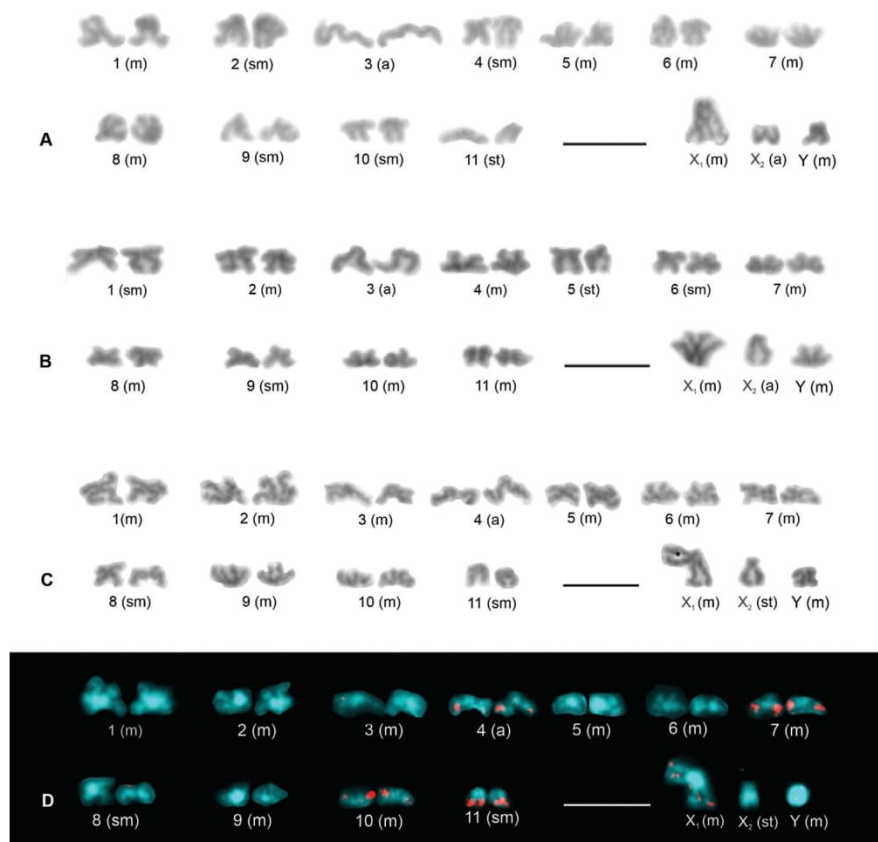 1 (m) 2 (sm) 3 (a) 4 (sm) 5 (m) 6 (m) 7 (m)
A
8 (m) 9 (sm) 10 (sm) 11 (st) X₁ (m) X₂ (a) Y (m)
1 (sm) 2 (m) 3 (a) 4 (m) 5 (st) 6 (sm) 7 (m)
B
8 (m) 9 (sm) 10 (m) 11 (m) X₁ (m) X₂ (a) Y (m)
1(m) 2 (m) 3 (m) 4 (a) 5 (m) 6 (m) 7 (m)
C
8 (sm) 9 (m) 10 (m) 11 (sm) X₁ (m) X₂ (st) Y (m)
1 (m) 2 (m) 3 (m) 4 (a) 5 (m) 6 (m) 7 (m)
D
8 (sm) 9 (m) 10 (m) 11 (sm) X₁ (m) X₂ (st) Y (m)